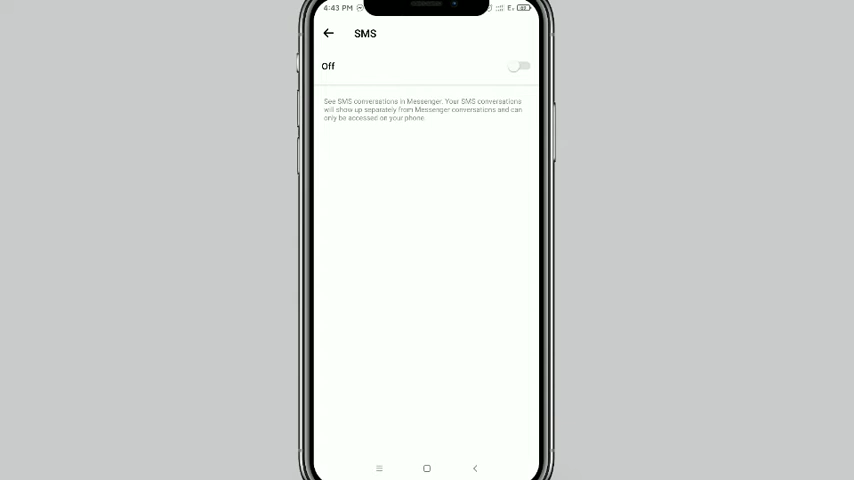 4:43 PM
SMS
Off
See SMS conversations in Messenger. Your SMS conversations
will show up separately from Messenger conversations and can
only be accessed on your phone.